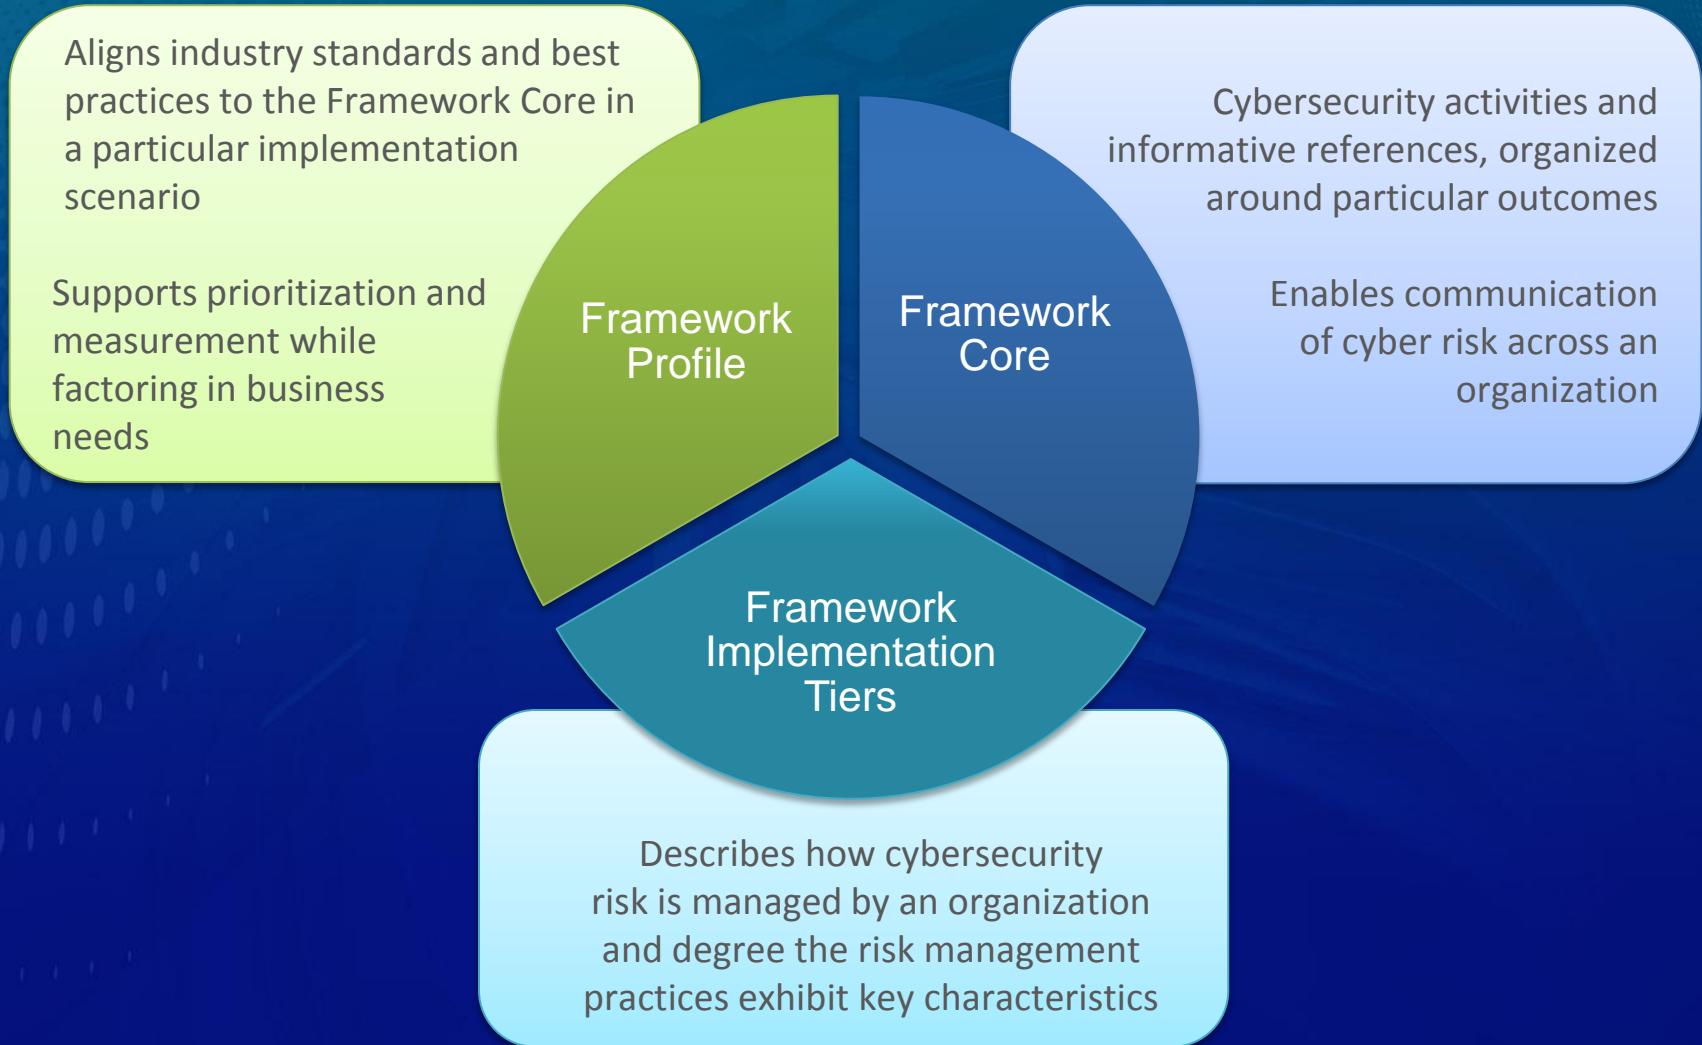 Aligns industry standards and best
practices to the Framework Core in
a particular implementation
scenario
Supports prioritization and
measurement while
factoring in business
needs
Framework
Profile
Framework
Core
Cybersecurity activities and
informative references, organized
around particular outcomes
Enables communication
of cyber risk across an
organization
Framework
Implementation
Tiers
Describes how cybersecurity
risk is managed by an organization
and degree the risk management
practices exhibit key characteristics